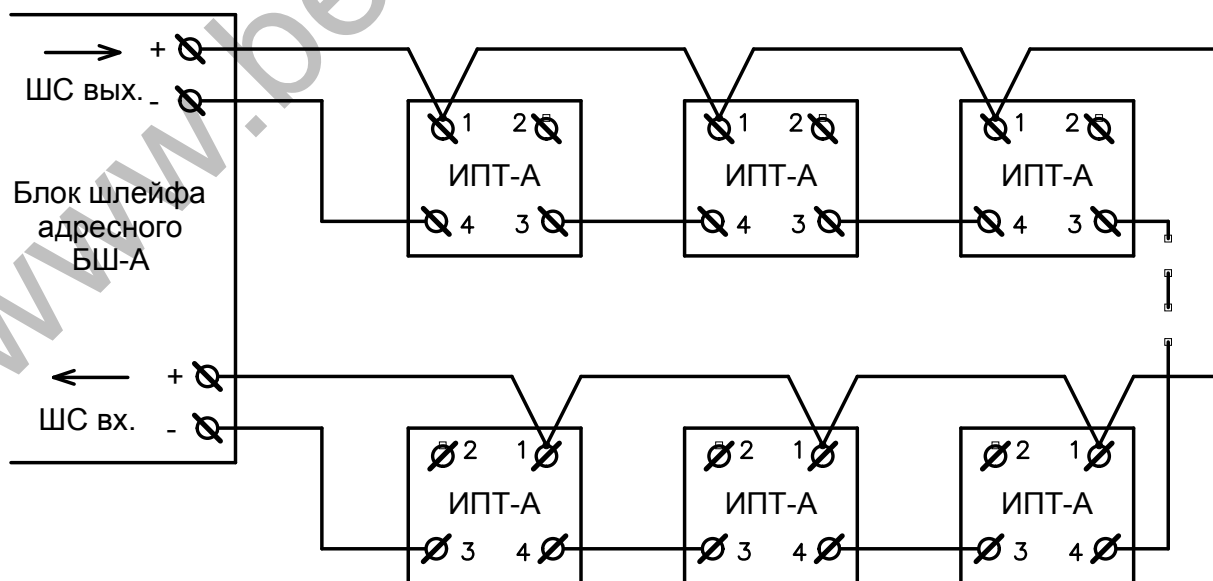 www.be
+
ШС вых. -
1 2
1 2
1 2
ИПТ-А
ИПТ-А
ИПТ-А
4 3
4 3
4 3
Блок шлейфа
адресного
БШ-А
+
ШС вх. -
2 1
2 1
2 1
ИПТ-А
ИПТ-А
ИПТ-А
3 4
3 4
3 4